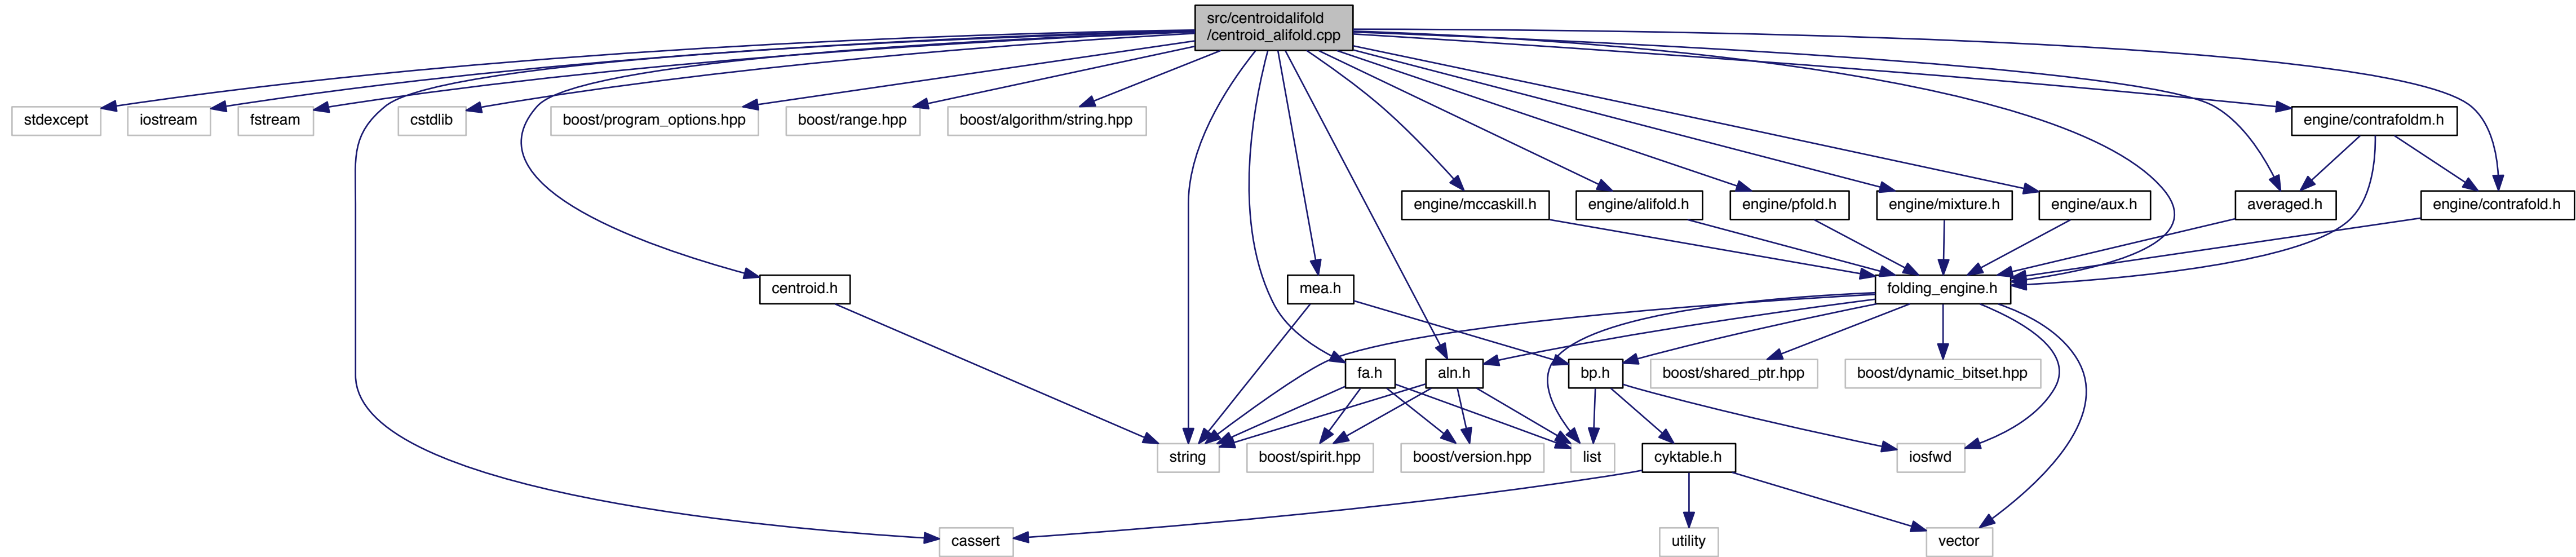 src/centroidalifold
/centroid_alifold.cpp
stdexcept
iostream
fstream
cstdlib
boost/program_options.hpp
boost/range.hpp
boost/algorithm/string.hpp
engine/contrafoldm.h
engine/mccaskill.h
engine/alifold.h
engine/pfold.h
engine/mixture.h
engine/aux.h
averaged.h
engine/contrafold.h
centroid.h
mea.h
folding_engine.h
fa.h
aln.h
bp.h
boost/shared_ptr.hpp
boost/dynamic_bitset.hpp
string
boost/spirit.hpp
boost/version.hpp
list
cyktable.h
iosfwd
cassert
utility
vector